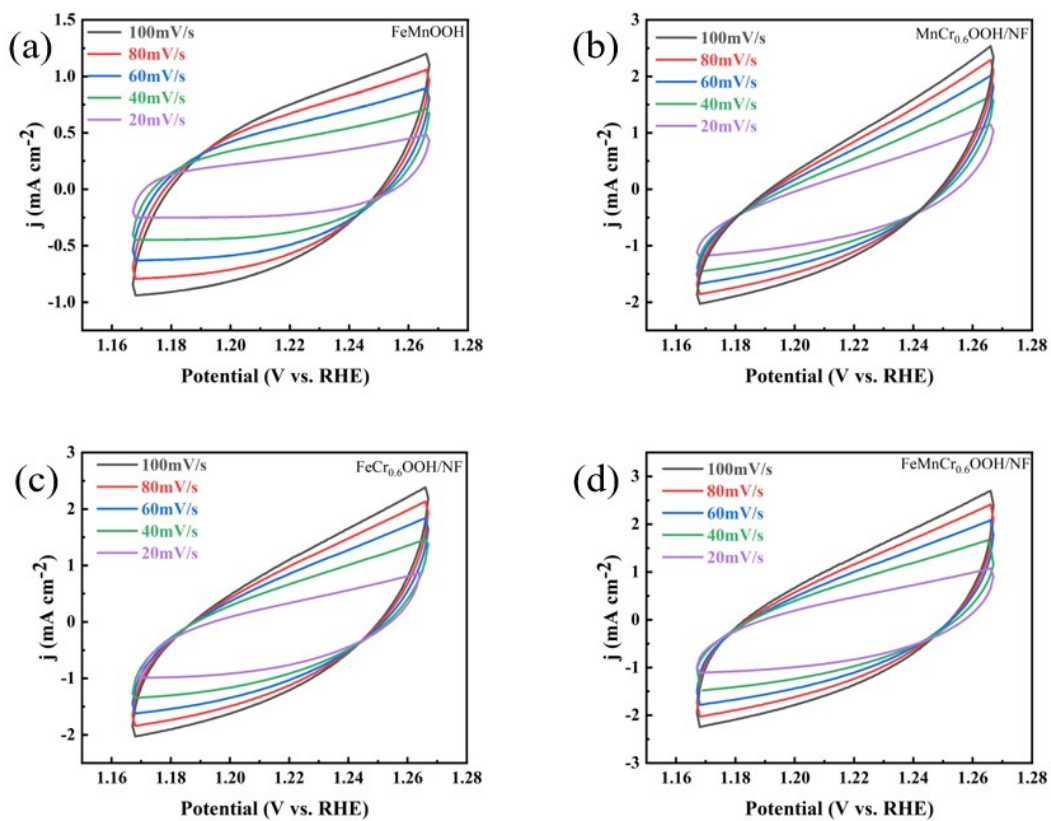 (a)
FeMnOOH
100mV/s
80mV/s
60mV/s
40mV/s
20mV/s
1.5
1.0
0.5
0.0
-0.5
-1.0
j (mA cm-2)
1.16 1.18 1.20 1.22 1.24 1.26 1.28
Potential (V vs. RHE)
(b)
MnCr0.6OOH/NF
100mV/s
80mV/s
60mV/s
40mV/s
20mV/s
3
2
1
0
-1
-2
j (mA cm-2)
1.16 1.18 1.20 1.22 1.24 1.26 1.28
Potential (V vs. RHE)
(c)
FeCr0.6OOH/NF
100mV/s
80mV/s
60mV/s
40mV/s
20mV/s
3
2
1
0
-1
-2
j (mA cm-2)
1.16 1.18 1.20 1.22 1.24 1.26 1.28
Potential (V vs. RHE)
(d)
FeMnCr0.6OOH/NF
100mV/s
80mV/s
60mV/s
40mV/s
20mV/s
3
2
1
0
-1
-2
-3
j (mA cm-2)
1.16 1.18 1.20 1.22 1.24 1.26 1.28
Potential (V vs. RHE)